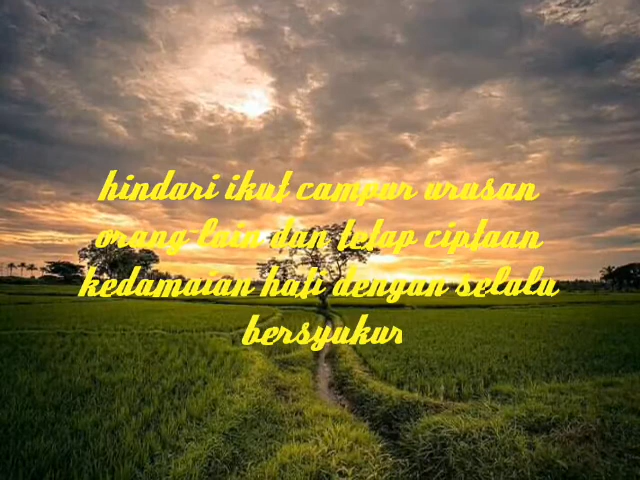 hindari ikut campur urusan
orang lain dan tetap ciptaan
kedamaian hati dengan selalu
bersyukur